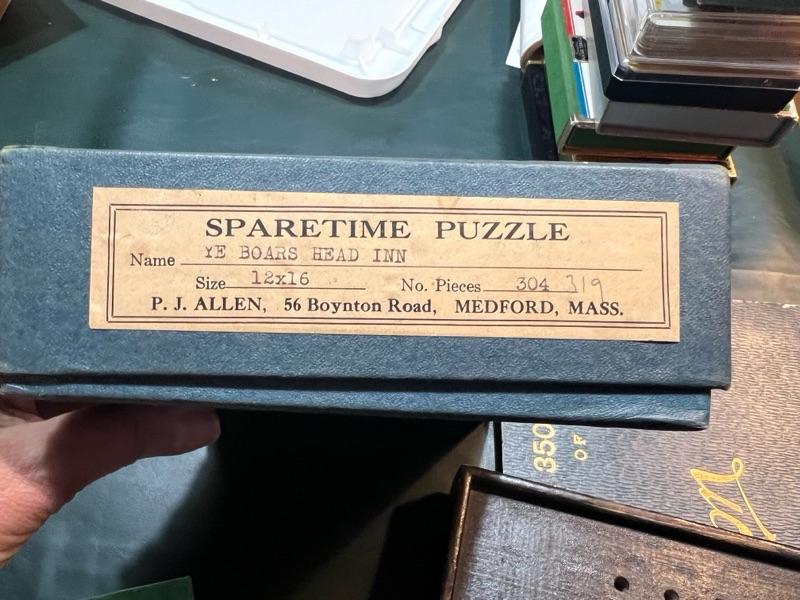 SPARETIME PUZZLE
Name YE BOARS HEAD INN
Size 12x16 No. Pieces 304 319
P. J. ALLEN, 56 Boynton Road, MEDFORD, MASS.
350
OF